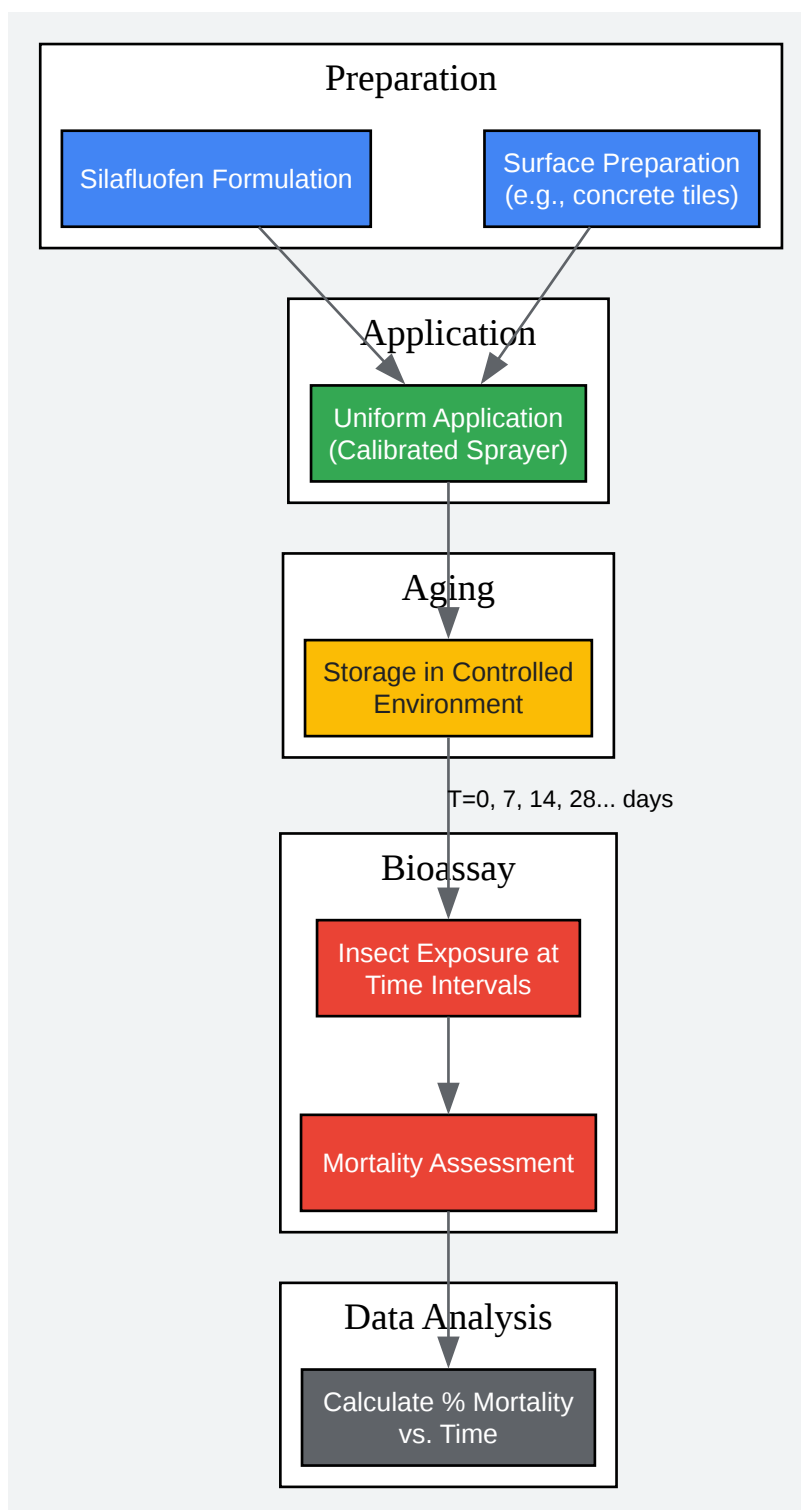 Preparation
Silafluofen Formulation
Surface Preparation
(e.g., concrete tiles)
Application
Uniform Application
(Calibrated Sprayer)
Aging
Storage in Controlled
Environment
T=0, 7, 14, 28... days
Bioassay
Insect Exposure at
Time Intervals
Mortality Assessment
Data Analysis
Calculate % Mortality
vs. Time